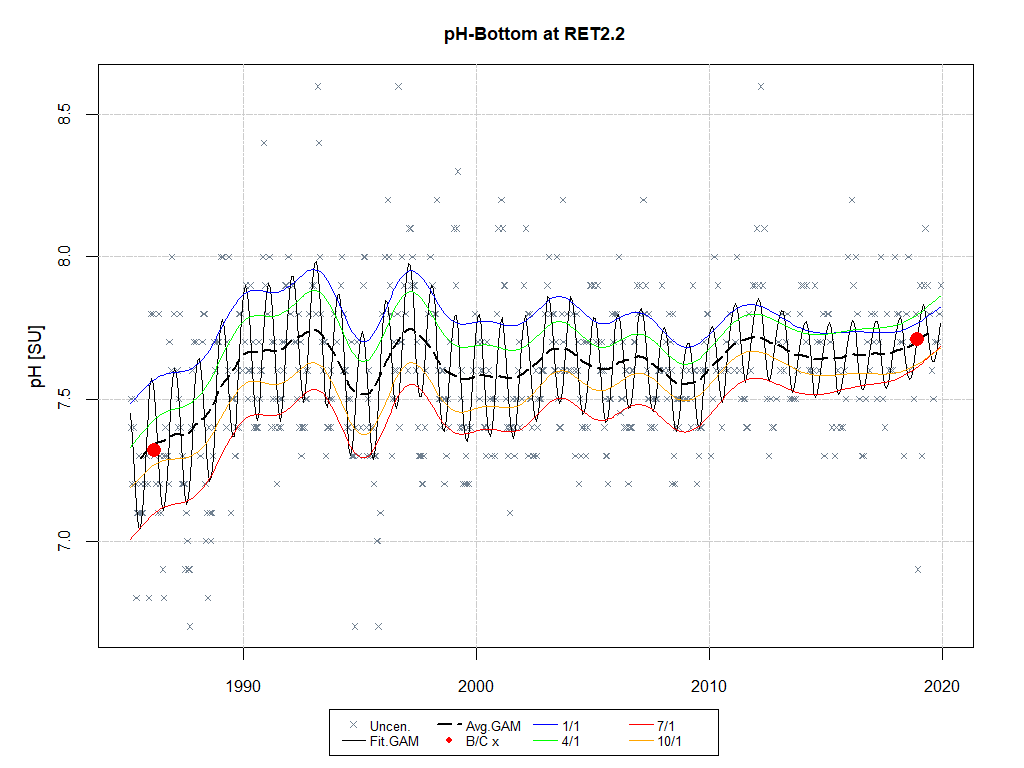 pH-Bottom at RET2.2
pH [SU]
8.5
8.0
7.5
7.0
1990 2000 2010 2020
Uncen. Avg.GAM 1/1 7/1
Fit.GAM B/C x 4/1 10/1